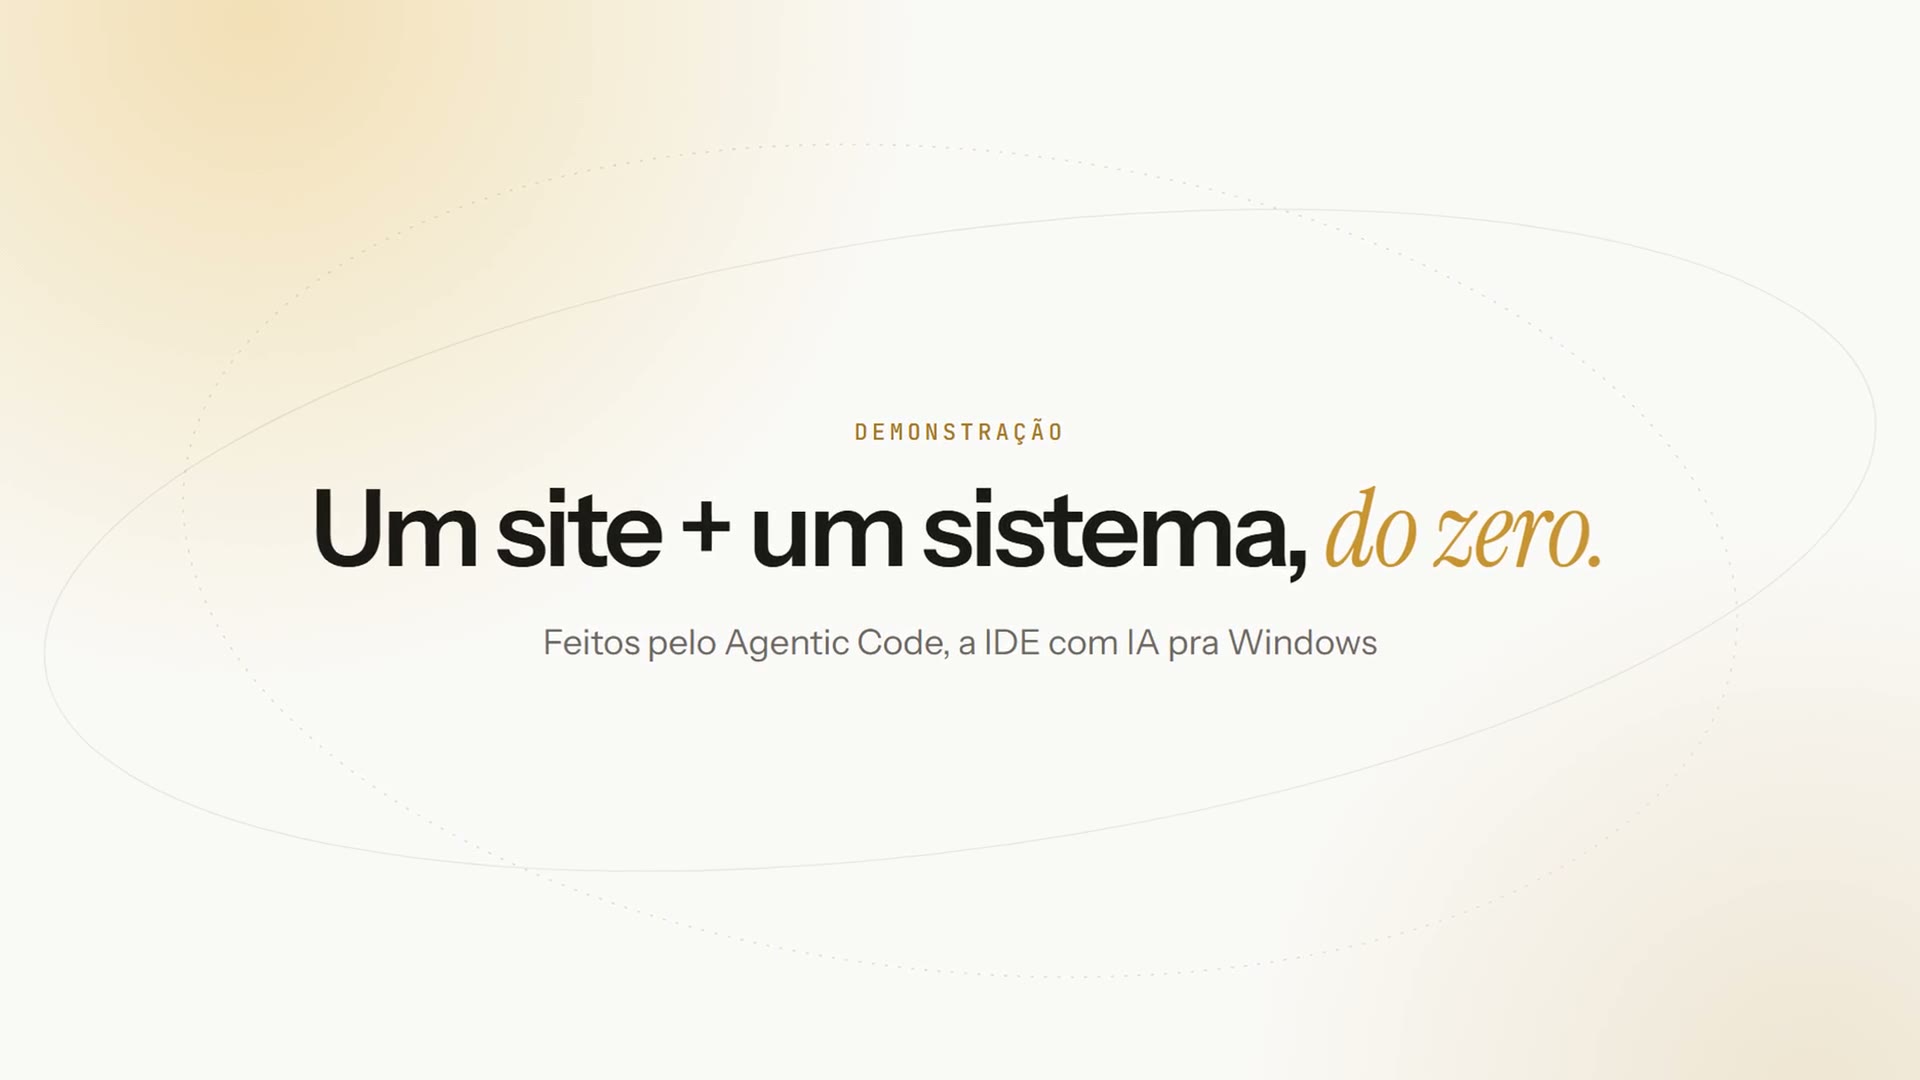 DEMONSTRAÇÃO
Um site + um sistema, do zero.
Feitos pelo Agentic Code, a IDE com IA pra Windows